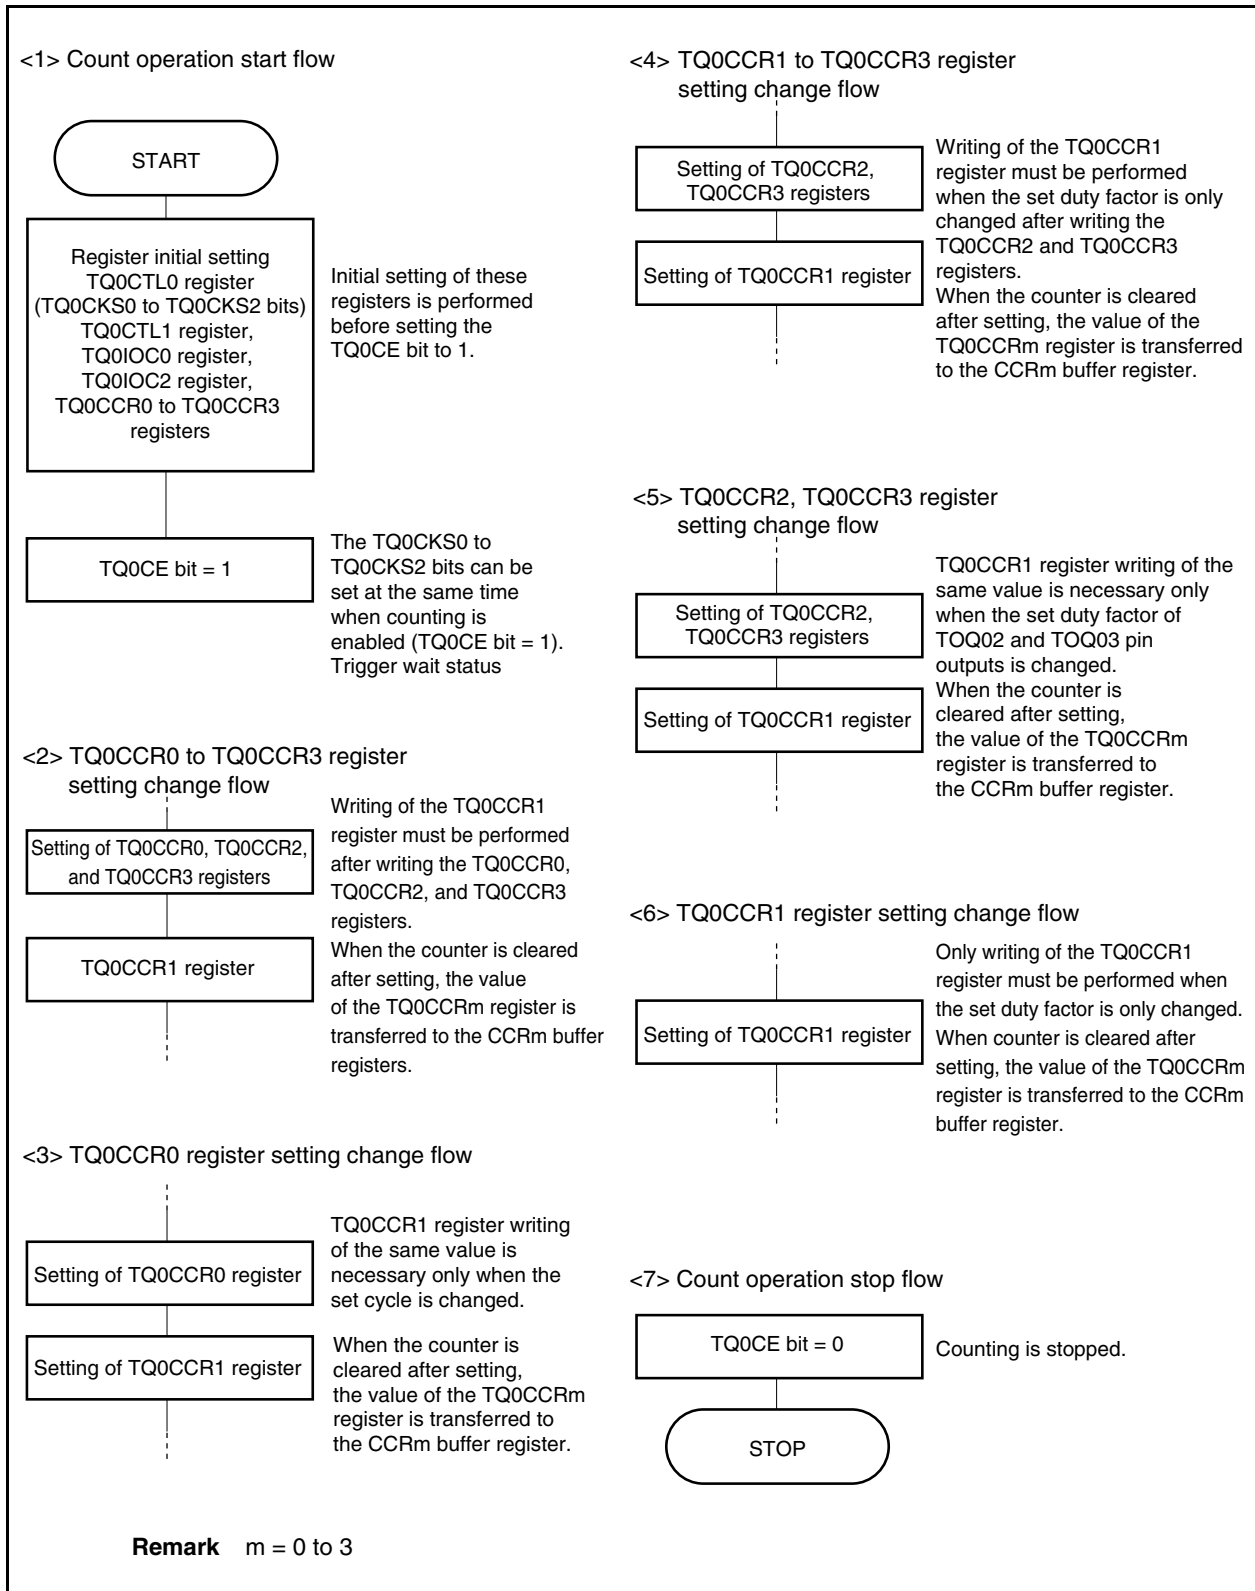 <1> Count operation start flow
START
Register initial setting
TQ0CTL0 register
(TQ0CKS0 to TQ0CKS2 bits)
TQ0CTL1 register,
TQ0IOC0 register,
TQ0IOC2 register,
TQ0CCR0 to TQ0CCR3
registers
Initial setting of these
registers is performed
before setting the
TQ0CE bit to 1.
TQ0CE bit = 1
The TQ0CKS0 to
TQ0CKS2 bits can be
set at the same time
when counting is
enabled (TQ0CE bit = 1).
Trigger wait status
<2> TQ0CCR0 to TQ0CCR3 register
setting change flow
Setting of TQ0CCR0, TQ0CCR2,
and TQ0CCR3 registers
TQ0CCR1 register
Writing of the TQ0CCR1
register must be performed
after writing the TQ0CCR0,
TQ0CCR2, and TQ0CCR3
registers.
When the counter is cleared
after setting, the value
of the TQ0CCRm register is
transferred to the CCRm buffer
registers.
<3> TQ0CCR0 register setting change flow
Setting of TQ0CCR0 register
Setting of TQ0CCR1 register
TQ0CCR1 register writing
of the same value is
necessary only when the
set cycle is changed.
When the counter is
cleared after setting,
the value of the TQ0CCRm
register is transferred to
the CCRm buffer register.
<4> TQ0CCR1 to TQ0CCR3 register
setting change flow
Setting of TQ0CCR2,
TQ0CCR3 registers
Setting of TQ0CCR1 register
Writing of the TQ0CCR1
register must be performed
when the set duty factor is only
changed after writing the
TQ0CCR2 and TQ0CCR3
registers.
When the counter is cleared
after setting, the value of the
TQ0CCRm register is transferred
to the CCRm buffer register.
<5> TQ0CCR2, TQ0CCR3 register
setting change flow
Setting of TQ0CCR2,
TQ0CCR3 registers
Setting of TQ0CCR1 register
TQ0CCR1 register writing of the
same value is necessary only
when the set duty factor of
TOQ02 and TOQ03 pin
outputs is changed.
When the counter is
cleared after setting,
the value of the TQ0CCRm
register is transferred to
the CCRm buffer register.
<6> TQ0CCR1 register setting change flow
Setting of TQ0CCR1 register
Only writing of the TQ0CCR1
register must be performed when
the set duty factor is only changed.
When counter is cleared after
setting, the value of the TQ0CCRm
register is transferred to the CCRm
buffer register.
<7> Count operation stop flow
TQ0CE bit = 0
Counting is stopped.
STOP
Remark m = 0 to 3